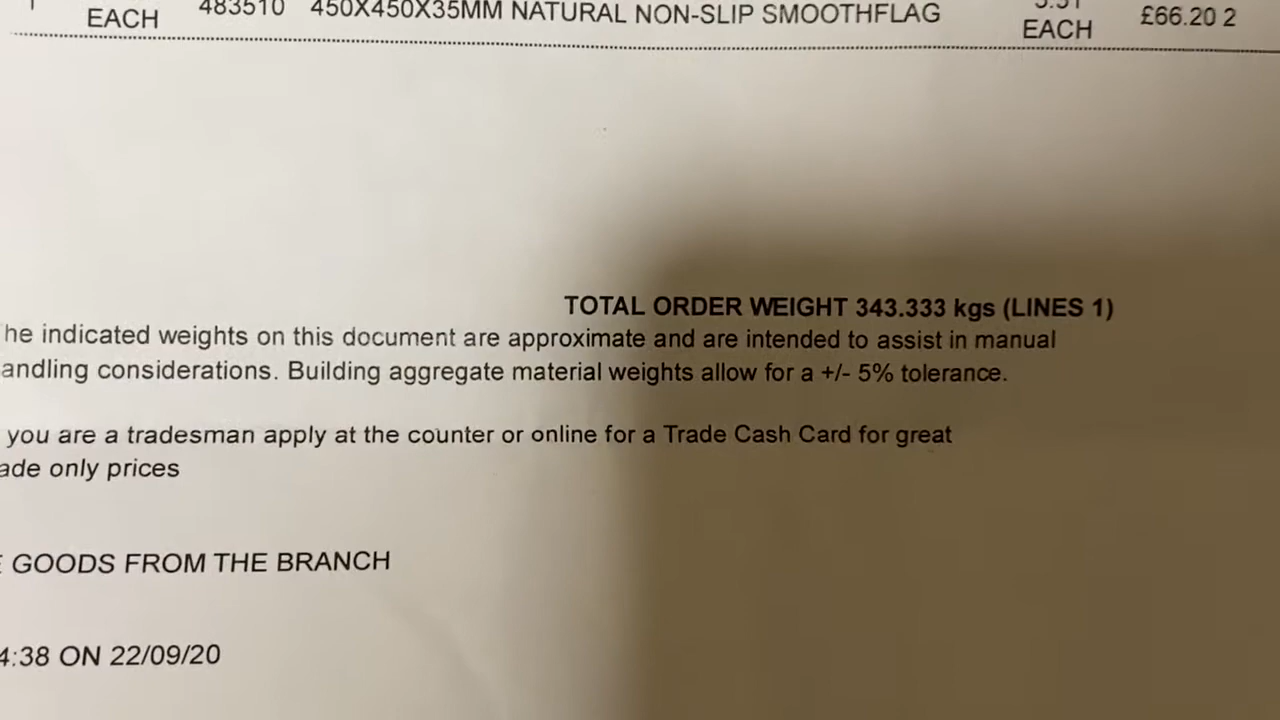 EACH 483510 450X450X35MM NATURAL NON-SLIP SMOOTHFLAG EACH £66.20 2
TOTAL ORDER WEIGHT 343.333 kgs (LINES 1)
he indicated weights on this document are approximate and are intended to assist in manual
andling considerations. Building aggregate material weights allow for a +/- 5% tolerance.
you are a tradesman apply at the counter or online for a Trade Cash Card for great
ade only prices
GOODS FROM THE BRANCH
4:38 ON 22/09/20